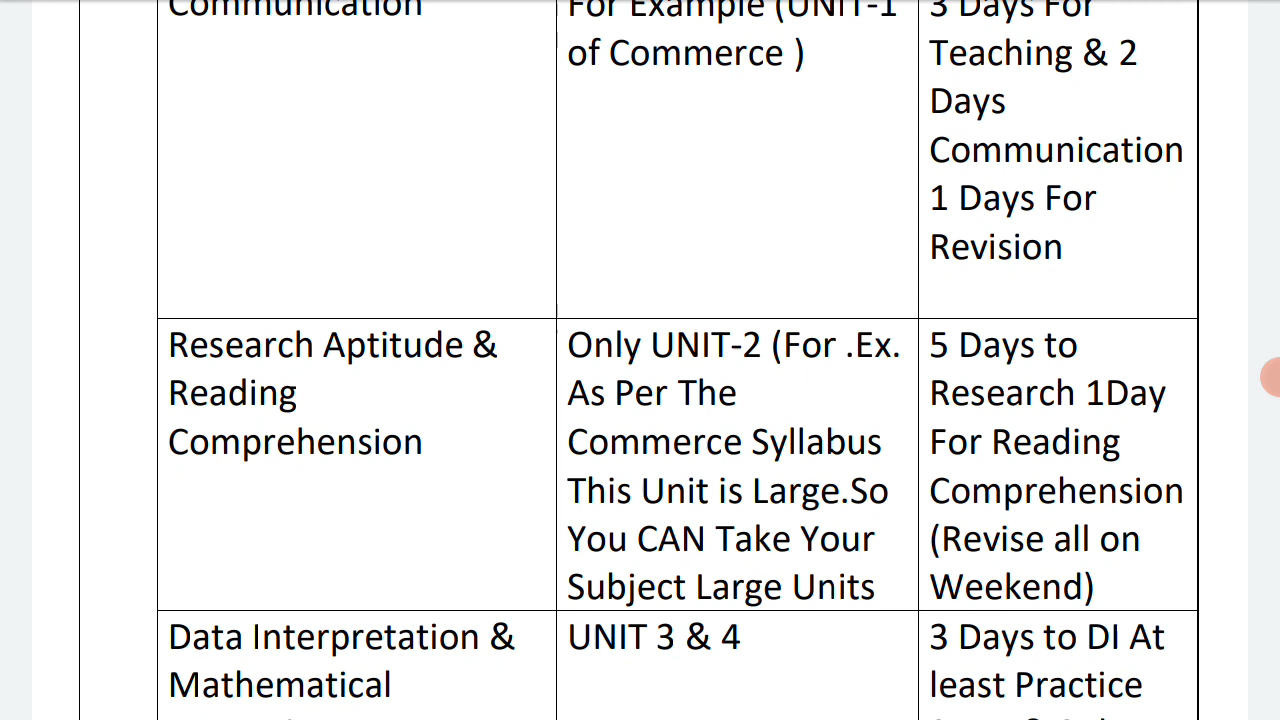 Communication
For Example (UNIT-1
of Commerce )
3 Days For
Teaching & 2
Days
Communication
1 Days For
Revision
Research Aptitude &
Reading
Comprehension
Only UNIT-2 (For .Ex.
As Per The
Commerce Syllabus
This Unit is Large.So
You CAN Take Your
Subject Large Units
5 Days to
Research 1Day
For Reading
Comprehension
(Revise all on
Weekend)
Data Interpretation &
Mathematical
UNIT 3 & 4
3 Days to DI At
least Practice